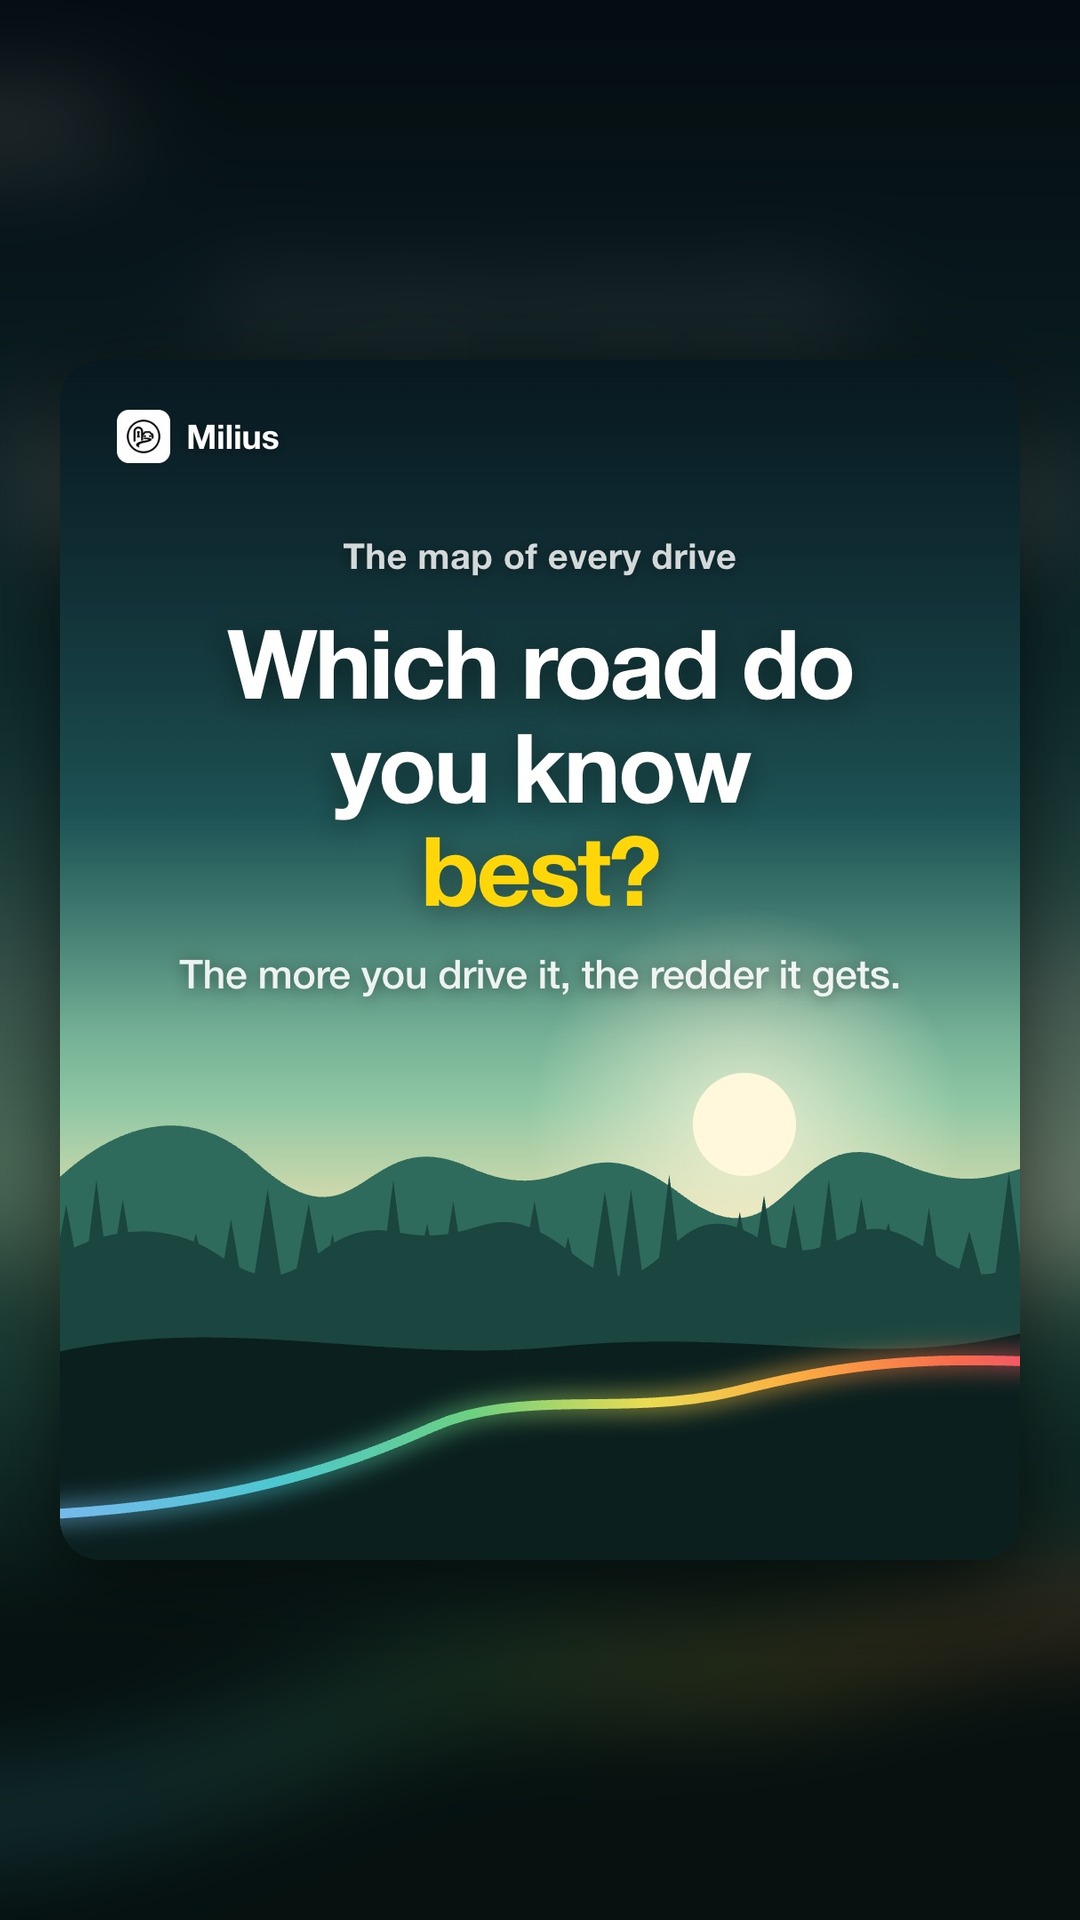 Milius
The map of every drive
Which road do
you know
best?
The more you drive it, the redder it gets.